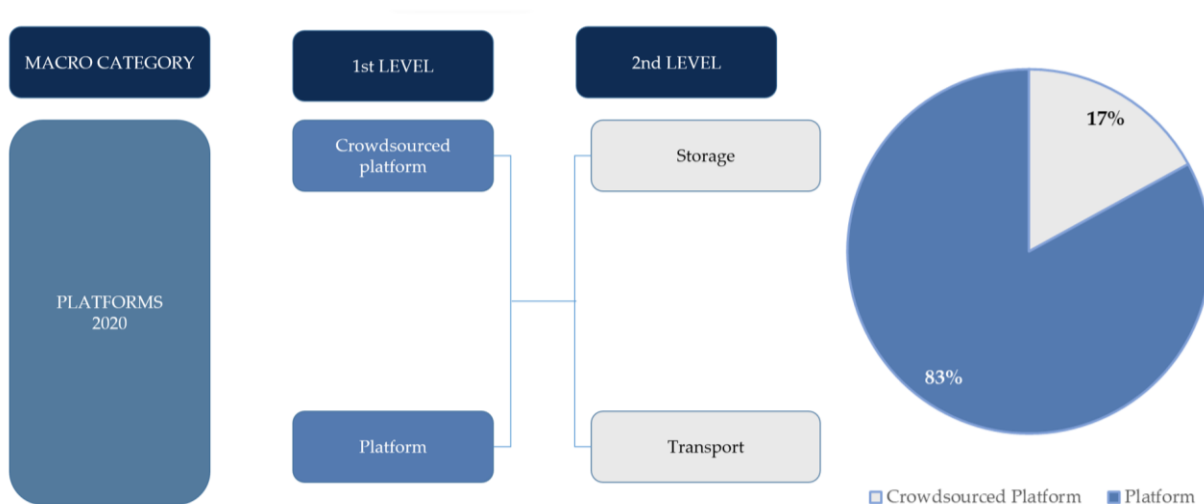 MACRO CATEGORY
1st LEVEL
2nd LEVEL
Crowdsourced
platform
Storage
17%
PLATFORMS
2020
83%
Platform
Transport
Crowdsourced Platform
Platform